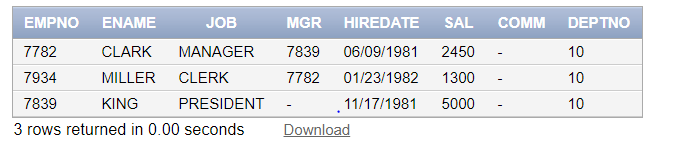 EMPNO ENAME JOB MGR HIREDATE SAL COMM DEPTNO
7782 CLARK MANAGER 7839 06/09/1981 2450 - 10
7934 MILLER CLERK 7782 01/23/1982 1300 - 10
7839 KING PRESIDENT - 11/17/1981 5000 - 10
3 rows returned in 0.00 seconds Download